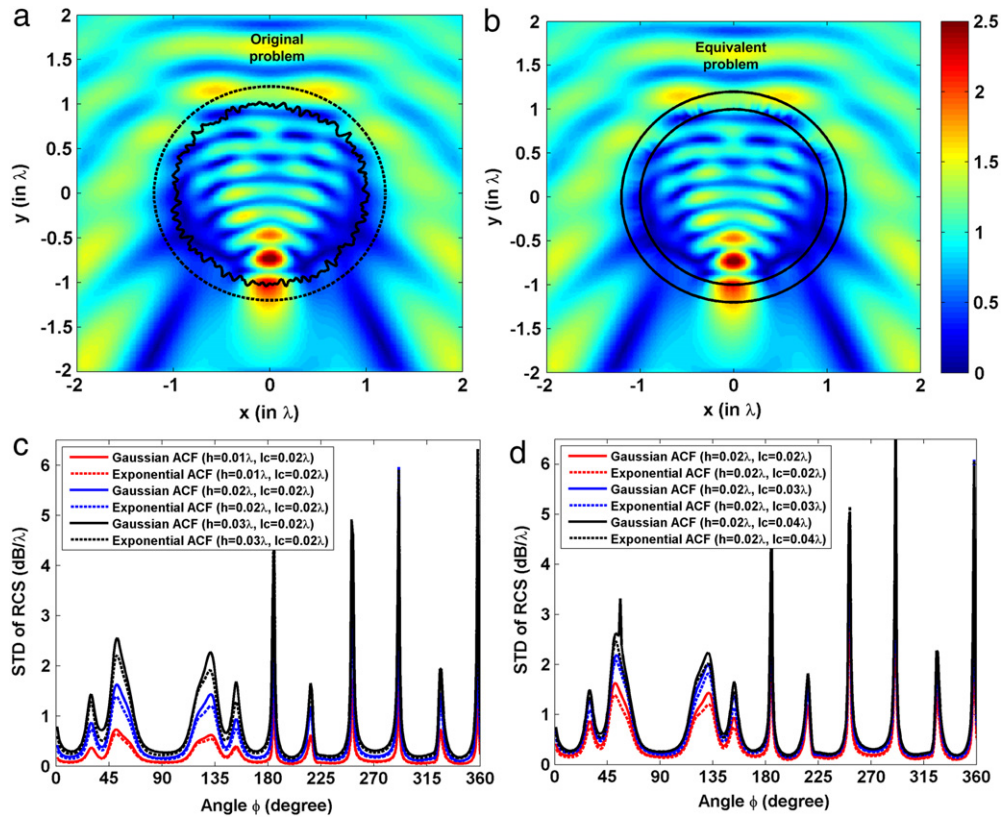 a
b
Original
problem
Equivalent
problem
2
1.5
1
0.5
0
-0.5
-1
-1.5
-2
y (in λ)
-2
-1
0
1
2
x (in λ)
2
1.5
1
0.5
0
-0.5
-1
-1.5
-2
y (in λ)
-2
-1
0
1
2
x (in λ)
2.5
2
1.5
1
0.5
0
c
Gaussian ACF (h=0.01λ, lc=0.02λ)
Exponential ACF (h=0.01λ, lc=0.02λ)
Gaussian ACF (h=0.02λ, lc=0.02λ)
Exponential ACF (h=0.02λ, lc=0.02λ)
Gaussian ACF (h=0.03λ, lc=0.02λ)
Exponential ACF (h=0.03λ, lc=0.02λ)
6
5
4
3
2
1
0
STD of RCS (dB/λ)
0
45
90
135
180
225
270
315
360
Angle ϕ (degree)
d
Gaussian ACF (h=0.02λ, lc=0.02λ)
Exponential ACF (h=0.02λ, lc=0.02λ)
Gaussian ACF (h=0.02λ, lc=0.03λ)
Exponential ACF (h=0.02λ, lc=0.03λ)
Gaussian ACF (h=0.02λ, lc=0.04λ)
Exponential ACF (h=0.02λ, lc=0.04λ)
6
5
4
3
2
1
0
STD of RCS (dB/λ)
0
45
90
135
180
225
270
315
360
Angle ϕ (degree)